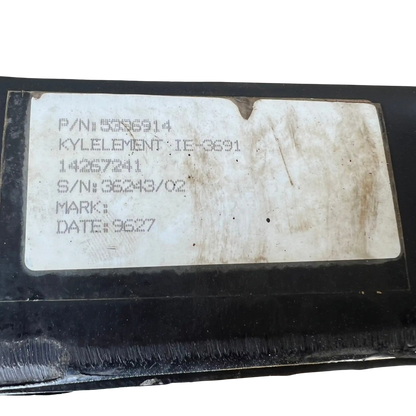 P/N:5396914
KYLELEMENT IE-3691
14267241
S/N:36243/02
MARK:
DATE:9627